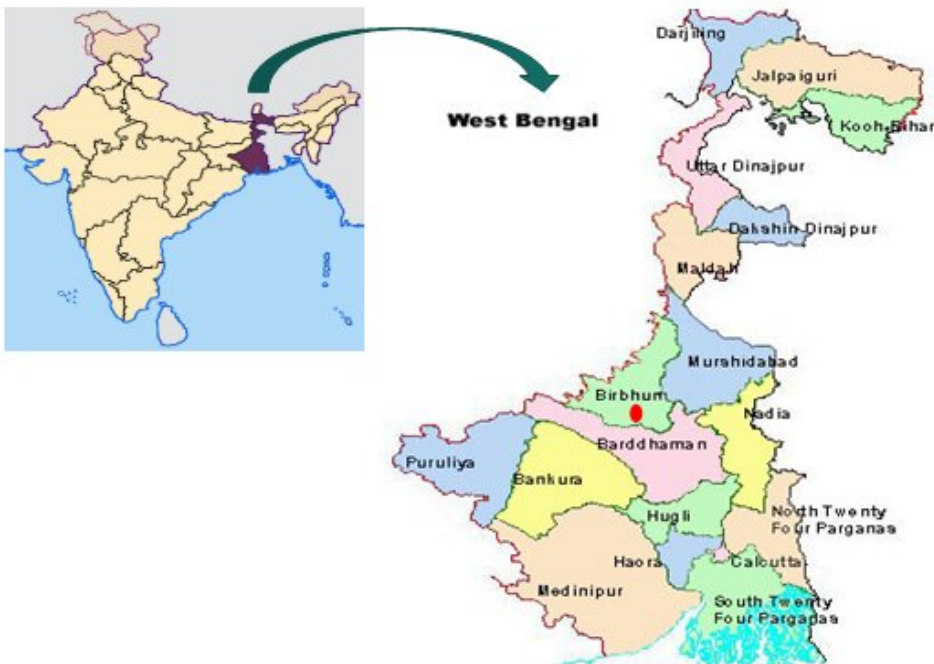 Darjiling
Jalpaiguri
West Bengal
Kooh-Bihar
Uttar Dinajpur
Dakshin Dinajpur
Maldah
Murshidabad
Birbhum
Nadia
Barddhaman
Puruliya
Bankura
North Twenty
Four Parganas
Hugli
Haora
Calcutta
Medinipur
South Twenty
Four Parganas